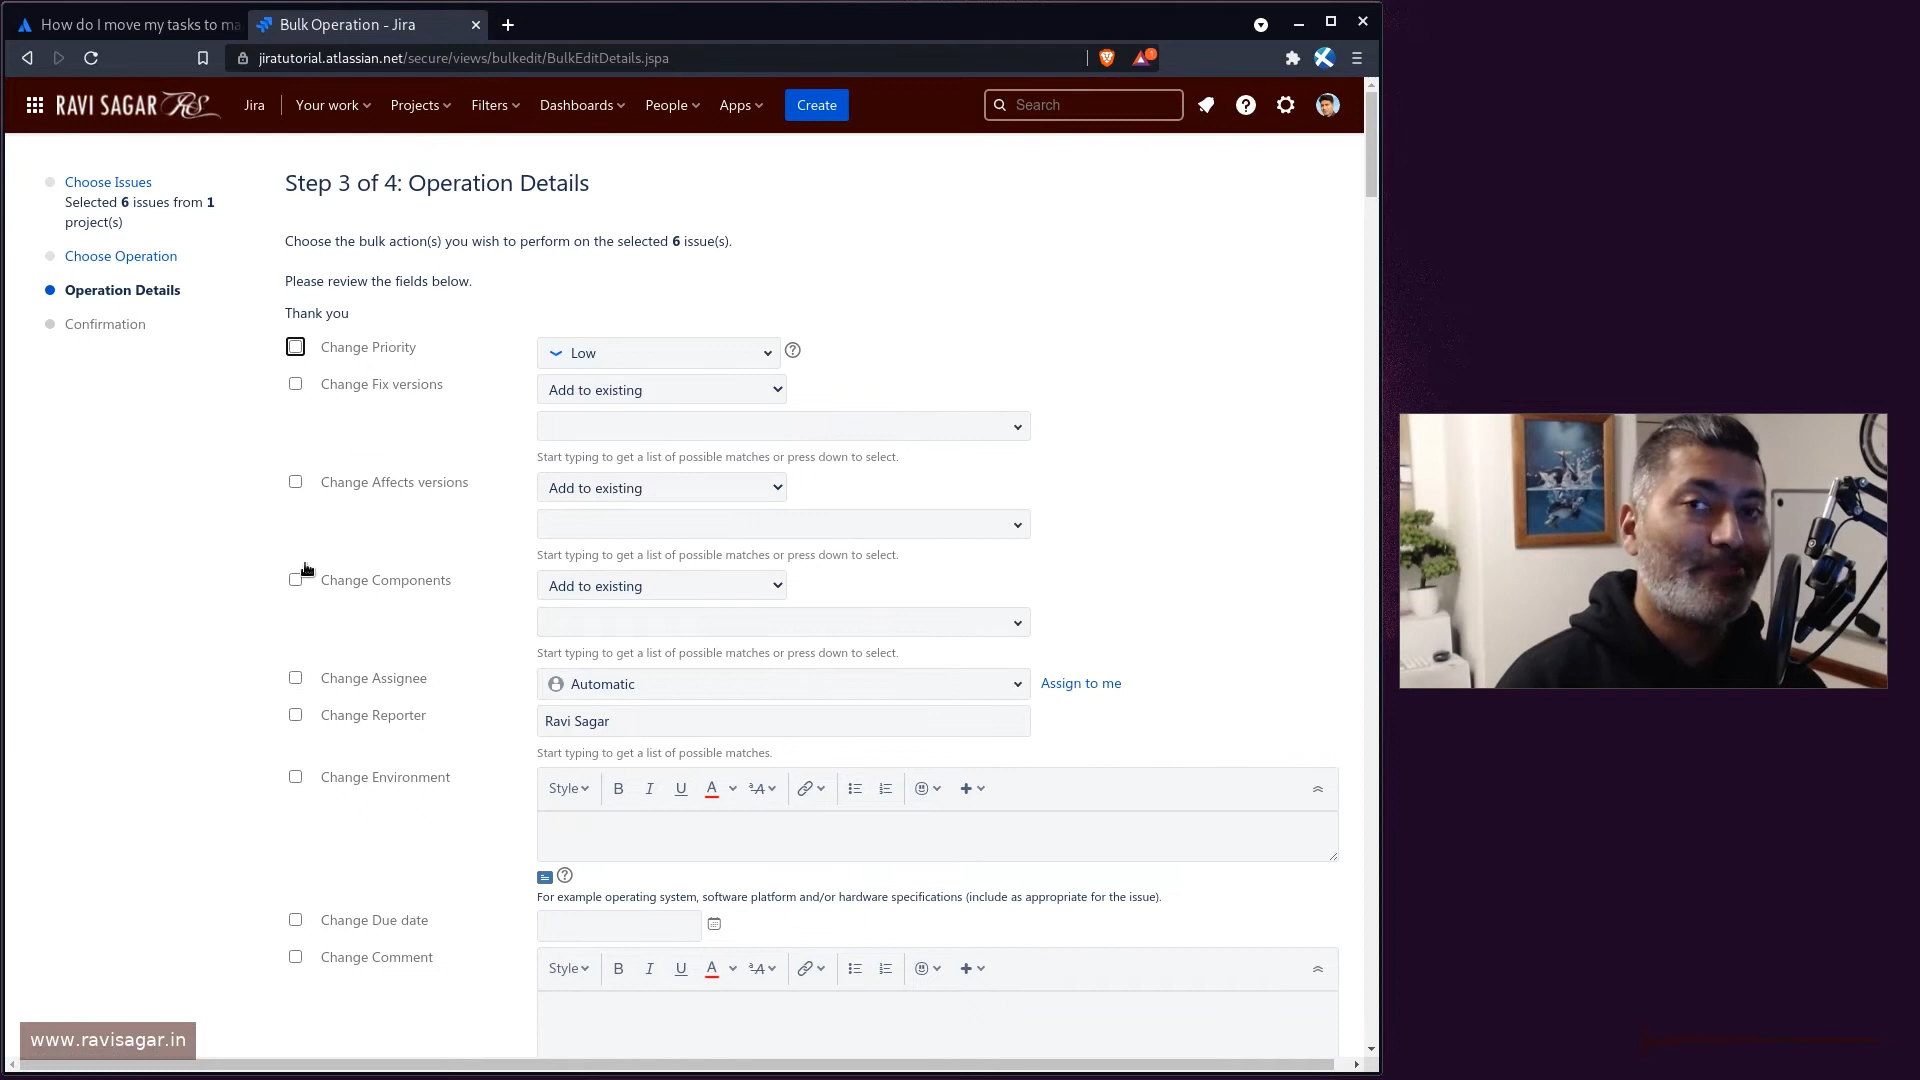 How do I move my tasks to ma
Bulk Operation - Jira
jiratutorial.atlassian.net/secure/views/bulkedit/BulkEditDetails.jspa
1
RAVI SAGAR RS
Jira
Your work
Projects
Filters
Dashboards
People
Apps
Create
Search
Choose Issues
Selected 6 issues from 1
project(s)
Choose Operation
Operation Details
Confirmation
Step 3 of 4: Operation Details
Choose the bulk action(s) you wish to perform on the selected 6 issue(s).
Please review the fields below.
Thank you
Change Priority
Low
Change Fix versions
Add to existing
Start typing to get a list of possible matches or press down to select.
Change Affects versions
Add to existing
Start typing to get a list of possible matches or press down to select.
Change Components
Add to existing
Start typing to get a list of possible matches or press down to select.
Change Assignee
Automatic
Assign to me
Change Reporter
Ravi Sagar
Start typing to get a list of possible matches.
Change Environment
Style B I U A ᵃA
For example operating system, software platform and/or hardware specifications (include as appropriate for the issue).
Change Due date
Change Comment
Style B I U A ᵃA
www.ravisagar.in